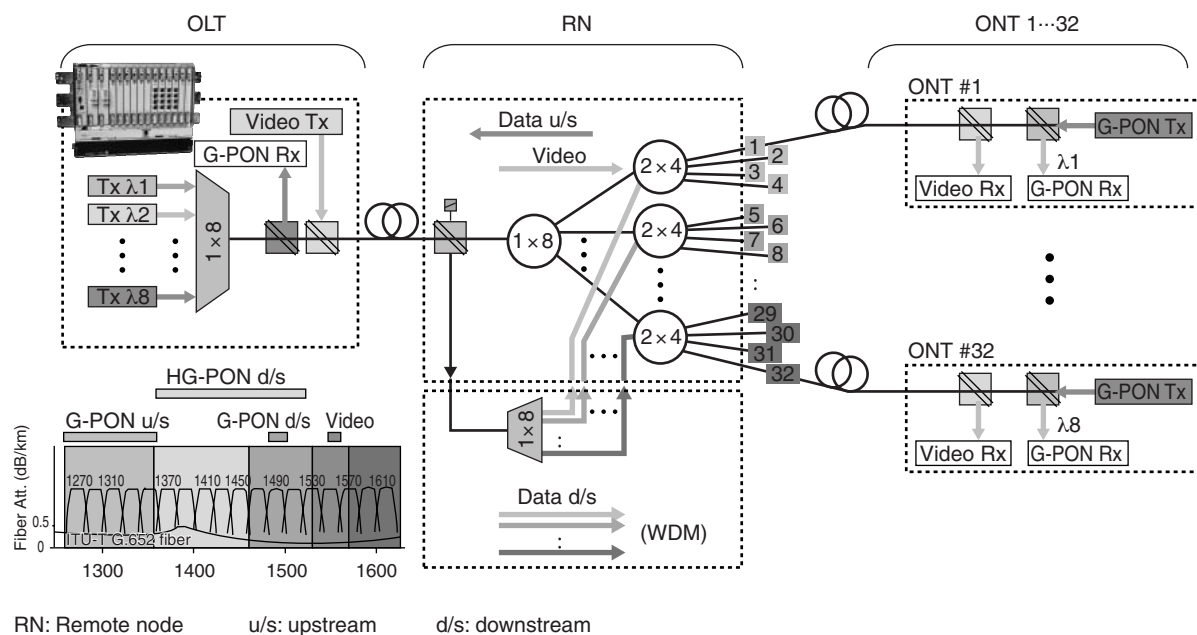 OLT
RN
ONT 1···32
Video Tx
G-PON Rx
Tx λ1
Tx λ2
Tx λ8
1 × 8
Data u/s
Video
1 × 8
2 × 4
2 × 4
2 × 4
1
2
3
4
5
6
7
8
29
30
31
32
1 × 8
Data d/s
(WDM)
ONT #1
G-PON Tx
λ1
Video Rx
G-PON Rx
ONT #32
G-PON Tx
λ8
Video Rx
G-PON Rx
HG-PON d/s
G-PON u/s
G-PON d/s
Video
Fiber Att. (dB/km)
1270 1310 1370 1410 1450 1490 1530 1570 1610
0.5
0
ITU-T G.652 fiber
1300 1400 1500 1600
RN: Remote node u/s: upstream d/s: downstream